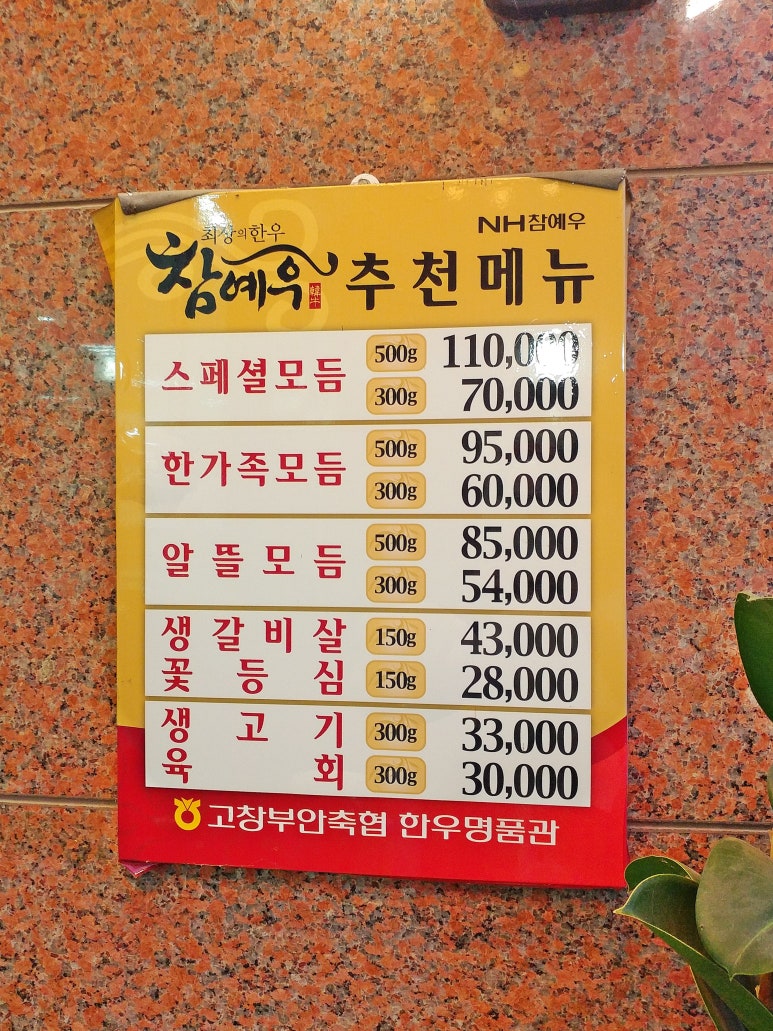 NH참예우
최상의한우
참예우 韓牛 추천메뉴
스페셜모듬 500g 110,000
300g 70,000
한가족모듬 500g 95,000
300g 60,000
알뜰모듬 500g 85,000
300g 54,000
생갈비살 150g 43,000
꽃등심 150g 28,000
생고기 300g 33,000
육회 300g 30,000
고창부안축협 한우명품관